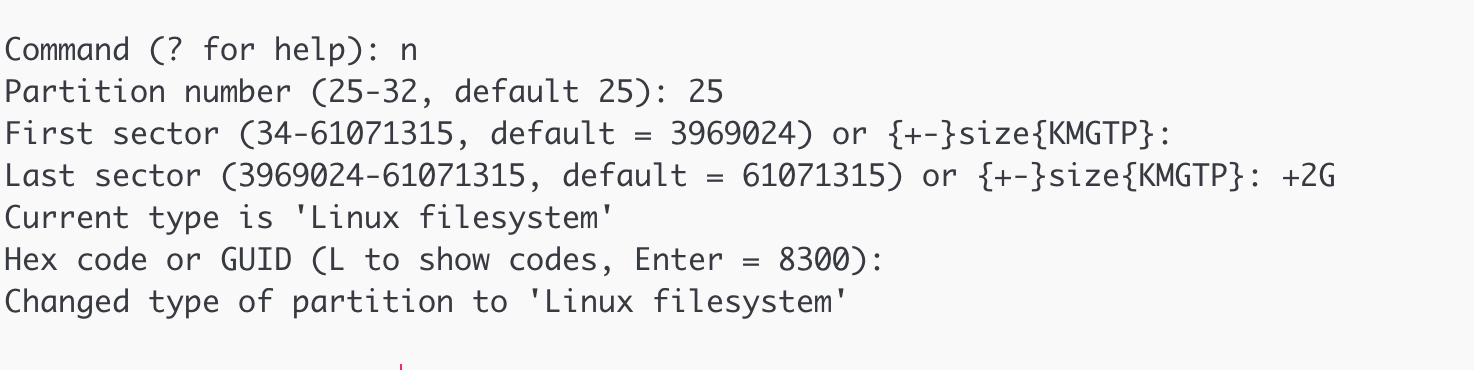 Command (? for help): n
Partition number (25-32, default 25): 25
First sector (34-61071315, default = 3969024) or {+-}size{KMGTP}:
Last sector (3969024-61071315, default = 61071315) or {+-}size{KMGTP}: +2G
Current type is 'Linux filesystem'
Hex code or GUID (L to show codes, Enter = 8300):
Changed type of partition to 'Linux filesystem'